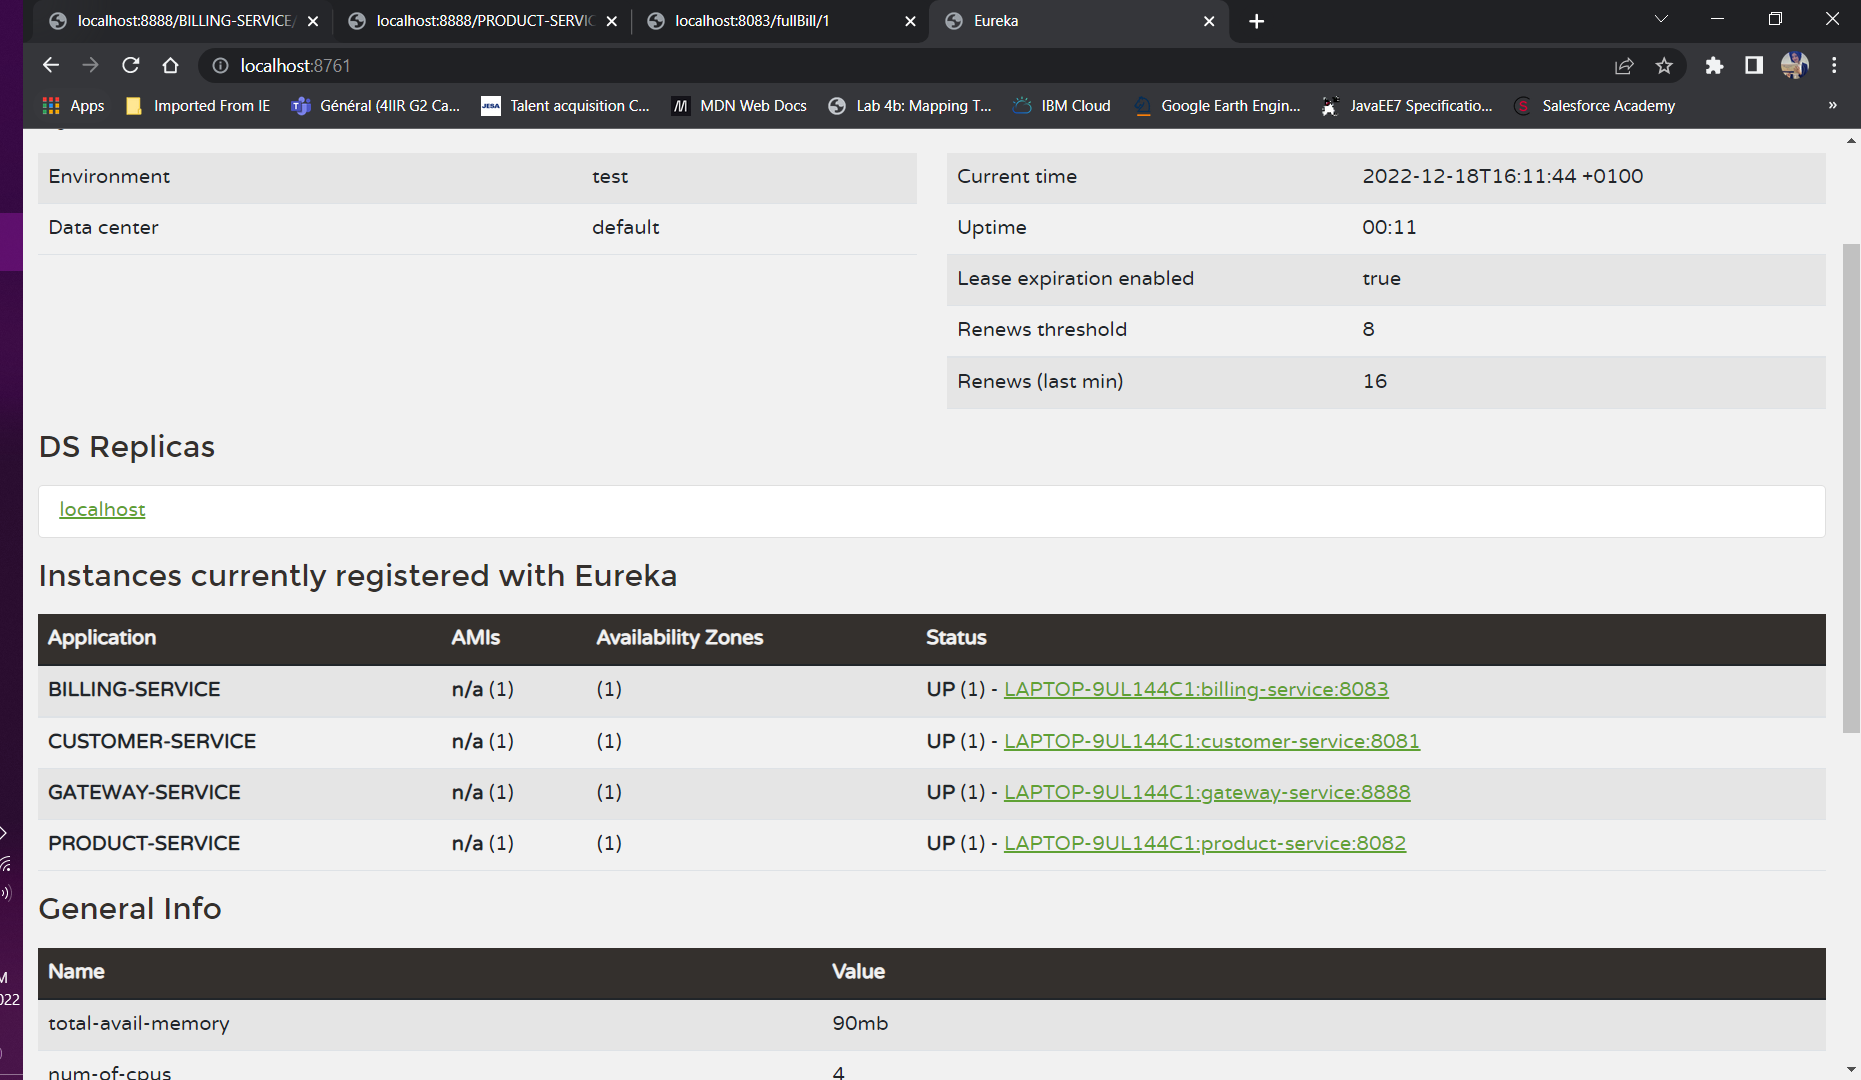 localhost:8888/BILLING-SERVICE/
localhost:8888/PRODUCT-SERVIC
localhost:8083/fullBill/1
Eureka
localhost:8761
Apps
Imported From IE
Général (4IIR G2 Ca...
JESA
Talent acquisition C...
MDN Web Docs
Lab 4b: Mapping T...
IBM Cloud
Google Earth Engin...
JavaEE7 Specificatio...
S
Salesforce Academy
»
Environment test
Data center default
Current time 2022-12-18T16:11:44 +0100
Uptime 00:11
Lease expiration enabled true
Renews threshold 8
Renews (last min) 16
DS Replicas
localhost
Instances currently registered with Eureka
Application AMIs Availability Zones Status
BILLING-SERVICE n/a (1) (1) UP (1) - LAPTOP-9UL144C1:billing-service:8083
CUSTOMER-SERVICE n/a (1) (1) UP (1) - LAPTOP-9UL144C1:customer-service:8081
GATEWAY-SERVICE n/a (1) (1) UP (1) - LAPTOP-9UL144C1:gateway-service:8888
PRODUCT-SERVICE n/a (1) (1) UP (1) - LAPTOP-9UL144C1:product-service:8082
General Info
Name Value
total-avail-memory 90mb
num-of-cpus 4
M
022